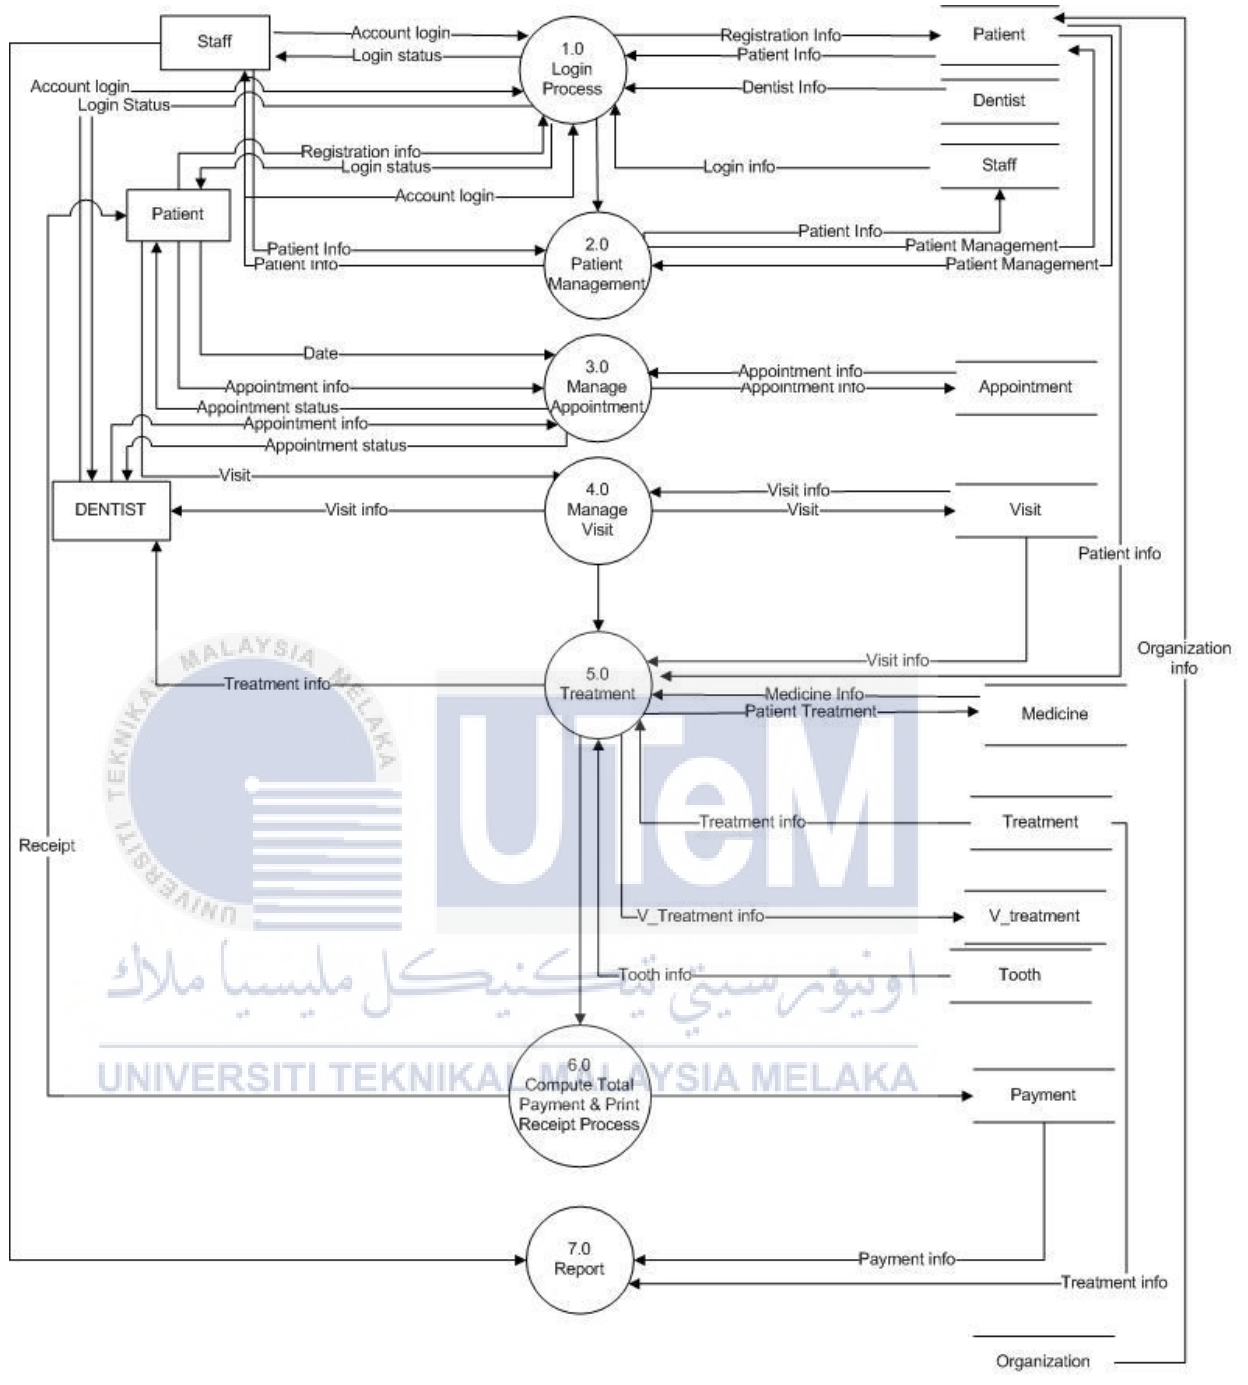 Staff
Account login
Login status
1.0
Login
Process
Registration Info
Patient Info
Patient
Account login
Login Status
Dentist Info
Dentist
Registration info
Login status
Login info
Staff
Account login
Patient
Patient Info
Patient Info
2.0
Patient
Management
Patient Info
Patient Management
Patient Management
Date
Appointment info
Appointment status
Appointment info
Appointment status
3.0
Manage
Appointment
Appointment info
Appointment info
Appointment
Visit
DENTIST
Visit info
4.0
Manage
Visit
Visit info
Visit
Visit
Patient info
Organization
info
Visit info
5.0
Treatment
Treatment info
Medicine Info
Patient Treatment
Medicine
UNIVERSITI TEKNIKAL MALAYSIA MELAKA
UTeM
Treatment info
Treatment
Receipt
V_Treatment info
V_treatment
Tooth info
Tooth
اونيۏرسيتي تيكنيكل مليسيا ملاك
UNIVERSITI TEKNIKAL MALAYSIA MELAKA
6.0
Compute Total
Payment & Print
Receipt Process
Payment
7.0
Report
Payment info
Treatment info
Organization